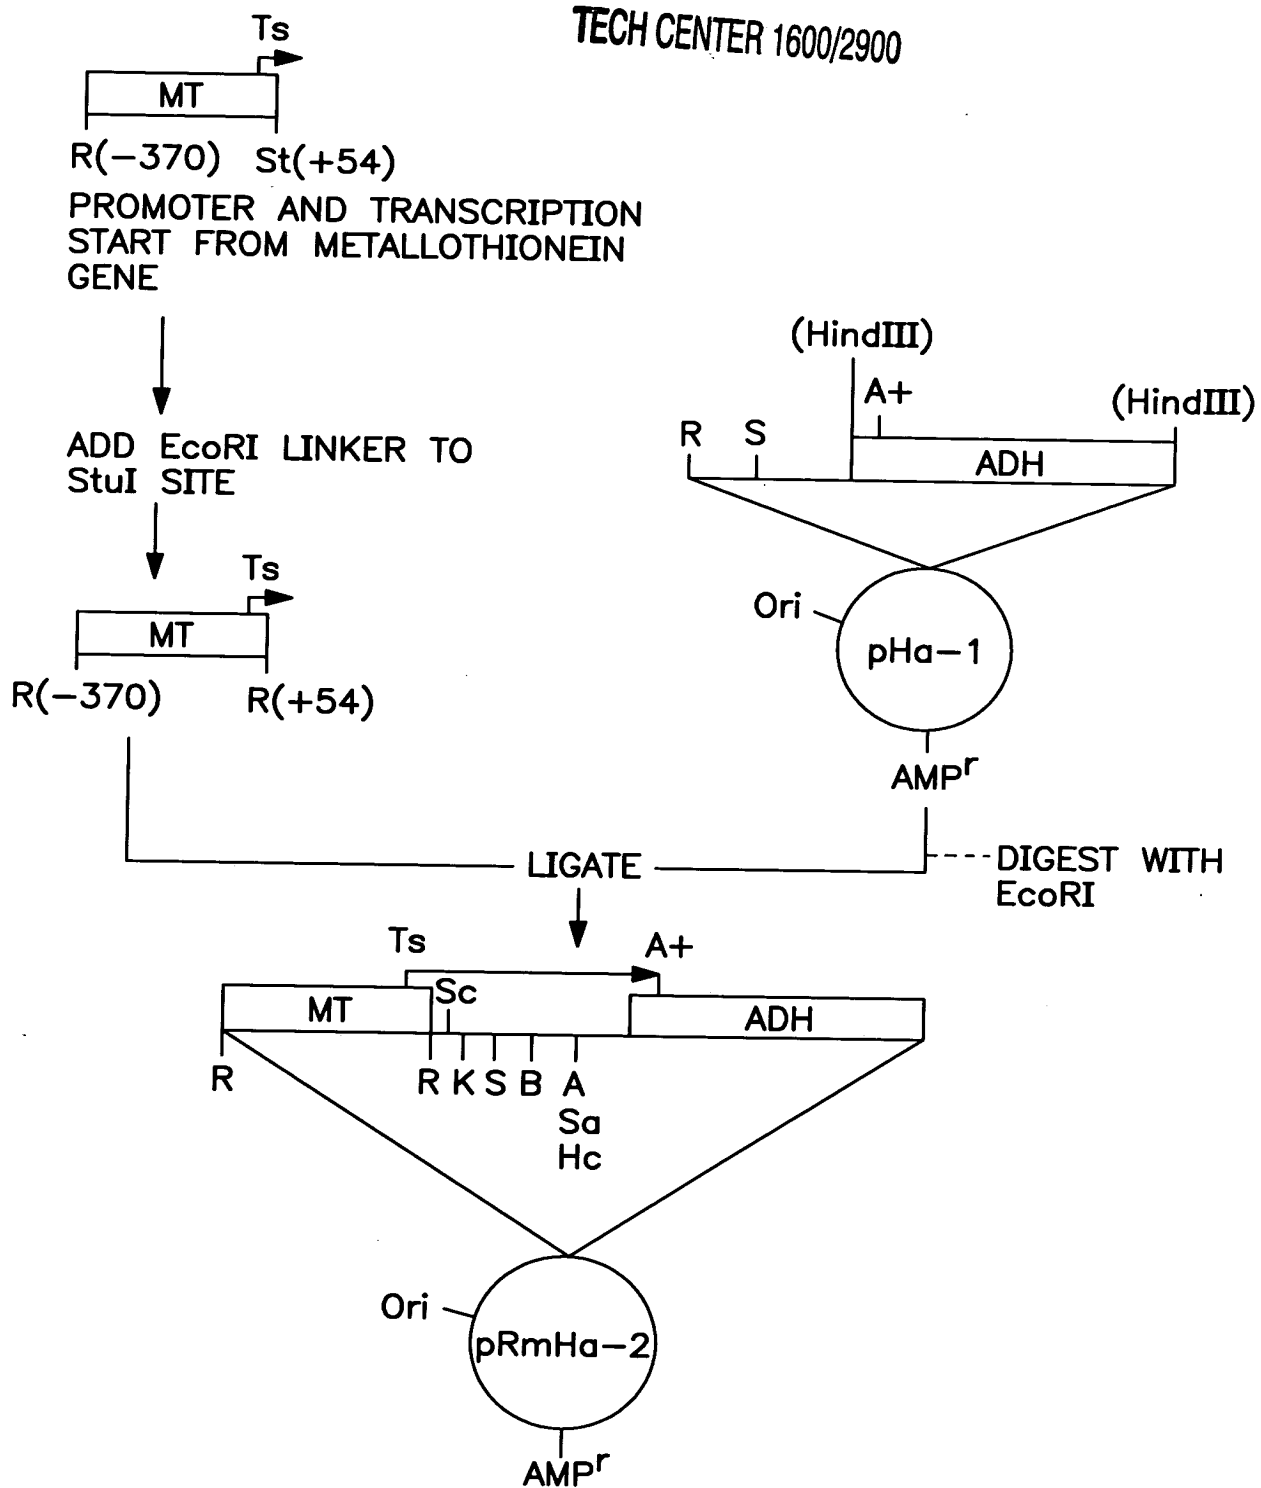 TECH CENTER 1600/2900
Ts
MT
R(−370) St(+54)
PROMOTER AND TRANSCRIPTION
START FROM METALLOTHIONEIN
GENE
ADD EcoRI LINKER TO
StuI SITE
Ts
MT
R(−370) R(+54)
(HindIII)
A+
(HindIII)
R S
ADH
Ori
pHa−1
AMPr
LIGATE
DIGEST WITH
EcoRI
Ts
A+
Sc
MT
ADH
R
R K S B A
Sa
Hc
Ori
pRmHa−2
AMPr